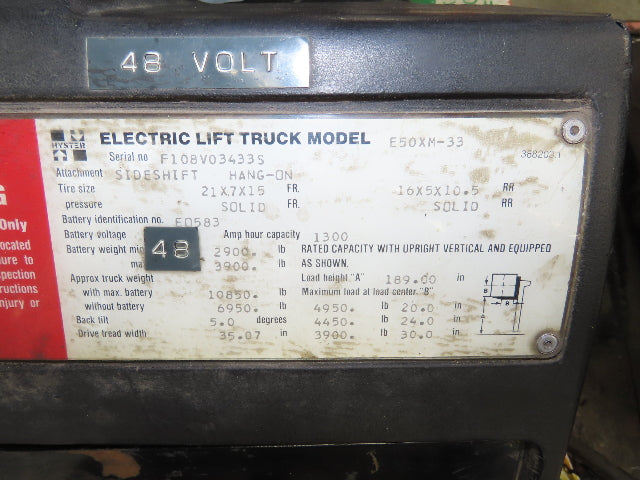 48 VOLT
HYSTER ELECTRIC LIFT TRUCK MODEL E50XM-33
Serial no F108V03433S
Attachment SIDESHIFT HANG-ON
Tire size 21X7X15 FR. 16X5X10.5 RR
pressure SOLID FR. SOLID RR
Battery identification no. E0583
Battery voltage 48 Amp hour capacity 1300
Battery weight min 2900. lb RATED CAPACITY WITH UPRIGHT VERTICAL AND EQUIPPED
3900. lb AS SHOWN.
Approx truck weight Load height "A" 189.00 in
with max. battery 10850. lb Maximum load at load center "B"
without battery 6950. lb 4950. lb 20.0 in
Back tilt 5.0 degrees 4450. lb 24.0 in
Drive tread width 35.07 in 3900. lb 30.0 in
G
Only
ocated
ure to
spection
tructions
injury or